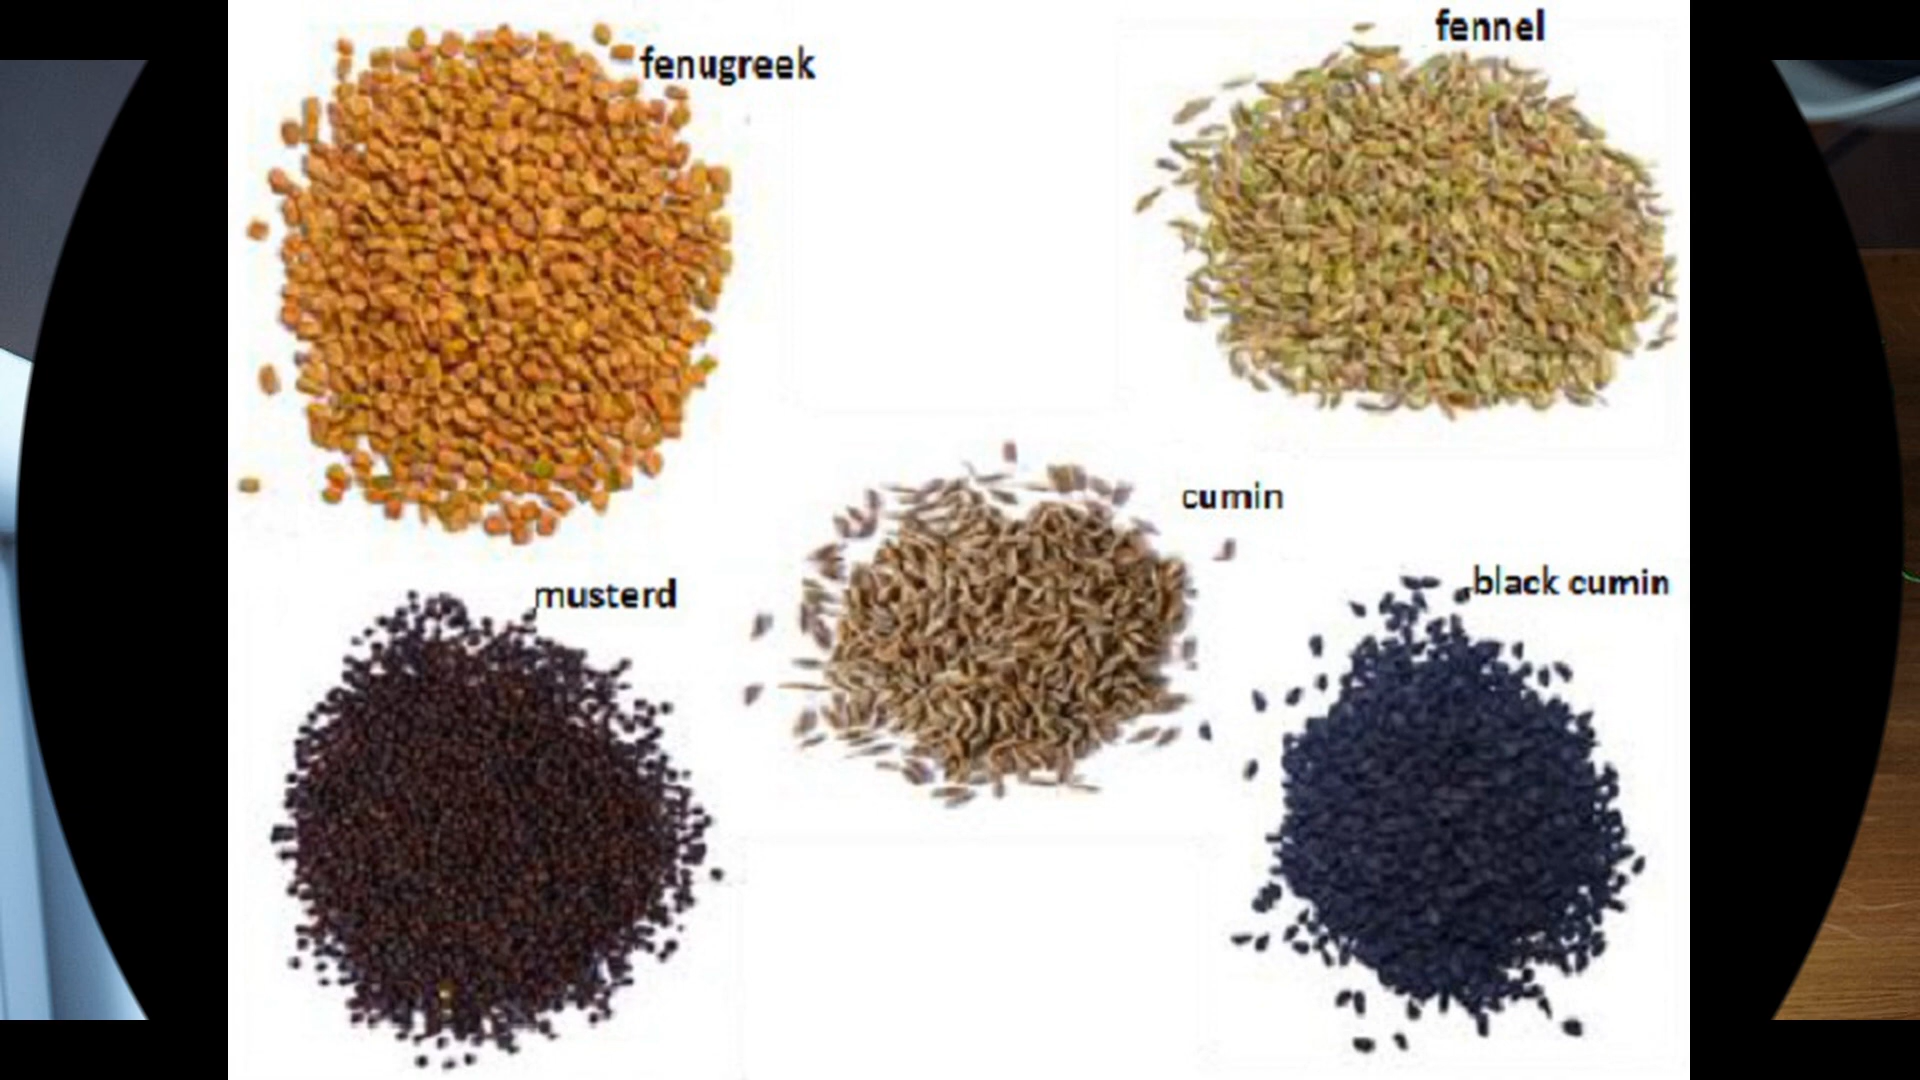 fennel
fenugreek
cumin
black cumin
musterd